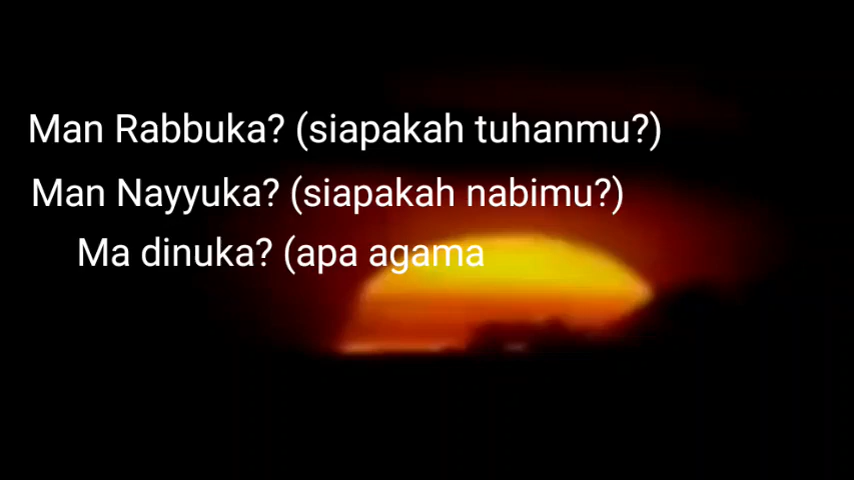 Man Rabbuka? (siapakah tuhanmu?)
Man Nayyuka? (siapakah nabimu?)
Ma dinuka? (apa agama